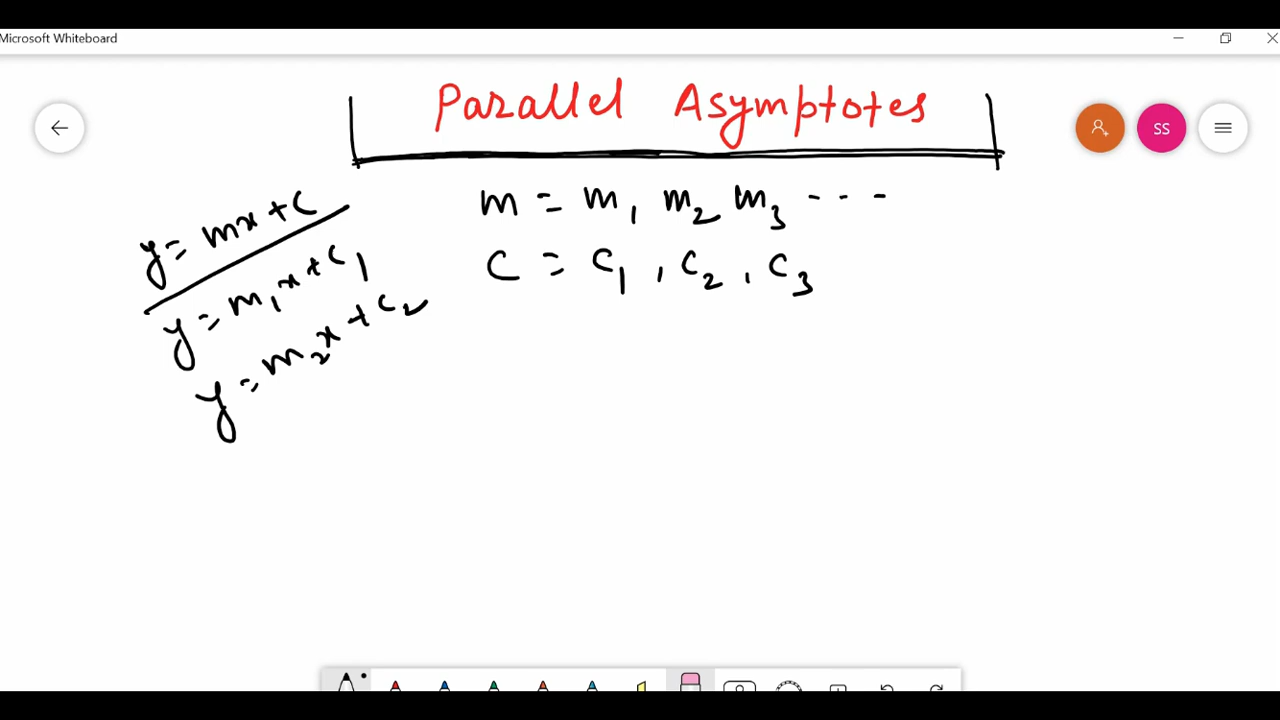 Microsoft Whiteboard
Parallel Asymptotes
SS
m = m₁ m₂ m₃ - - -
c = c₁, c₂, c₃
y = mx + c
y = m₁x + c₁
y = m₂x + c₂